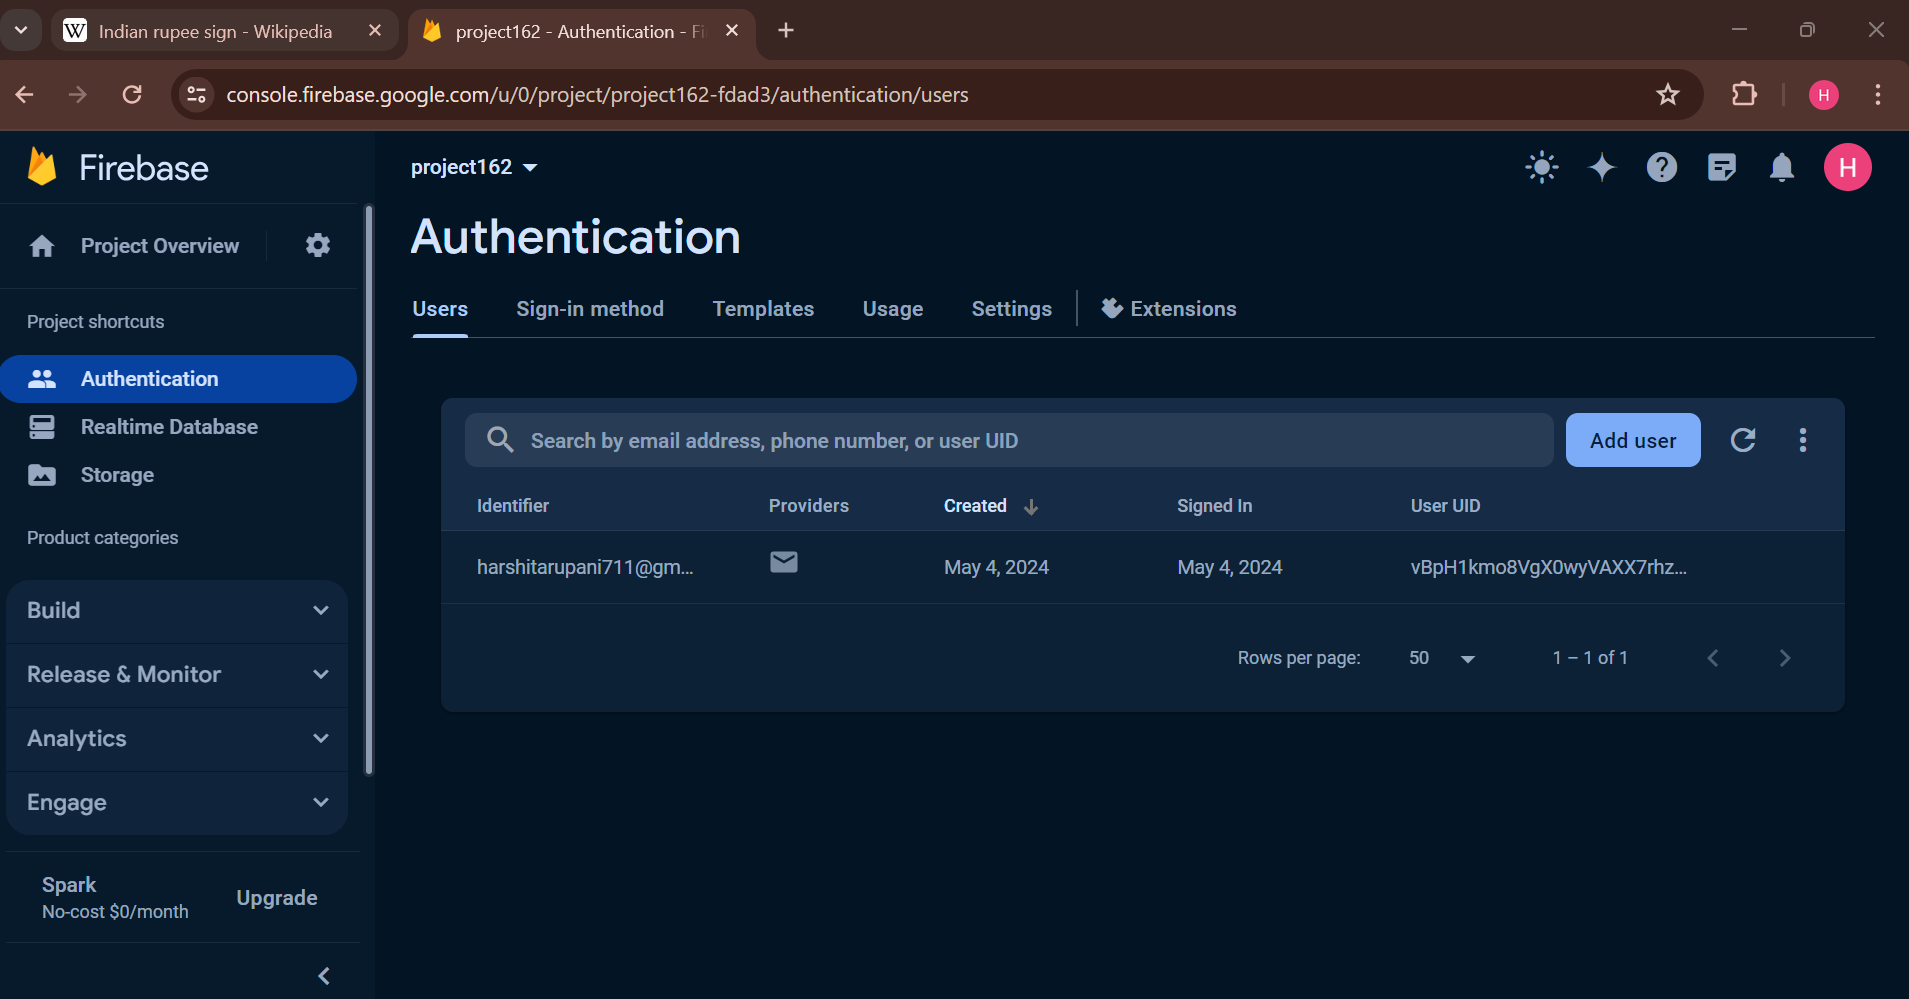 Indian rupee sign - Wikipedia
project162 - Authentication - Fi
console.firebase.google.com/u/0/project/project162-fdad3/authentication/users
H
Firebase
project162
H
Project Overview
Authentication
Users Sign-in method Templates Usage Settings Extensions
Project shortcuts
Authentication
Realtime Database
Storage
Product categories
Build
Release & Monitor
Analytics
Engage
Spark
No-cost $0/month
Upgrade
Search by email address, phone number, or user UID
Add user
Identifier Providers Created Signed In User UID
harshitarupani711@gm... May 4, 2024 May 4, 2024 vBpH1kmo8VgX0wyVAXX7rhz...
Rows per page: 50 1 – 1 of 1